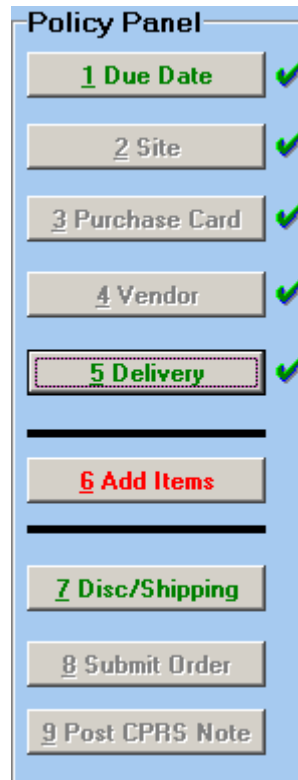 Policy Panel
1 Due Date
2 Site
3 Purchase Card
4 Vendor
5 Delivery
6 Add Items
7 Disc/Shipping
8 Submit Order
9 Post CPRS Note